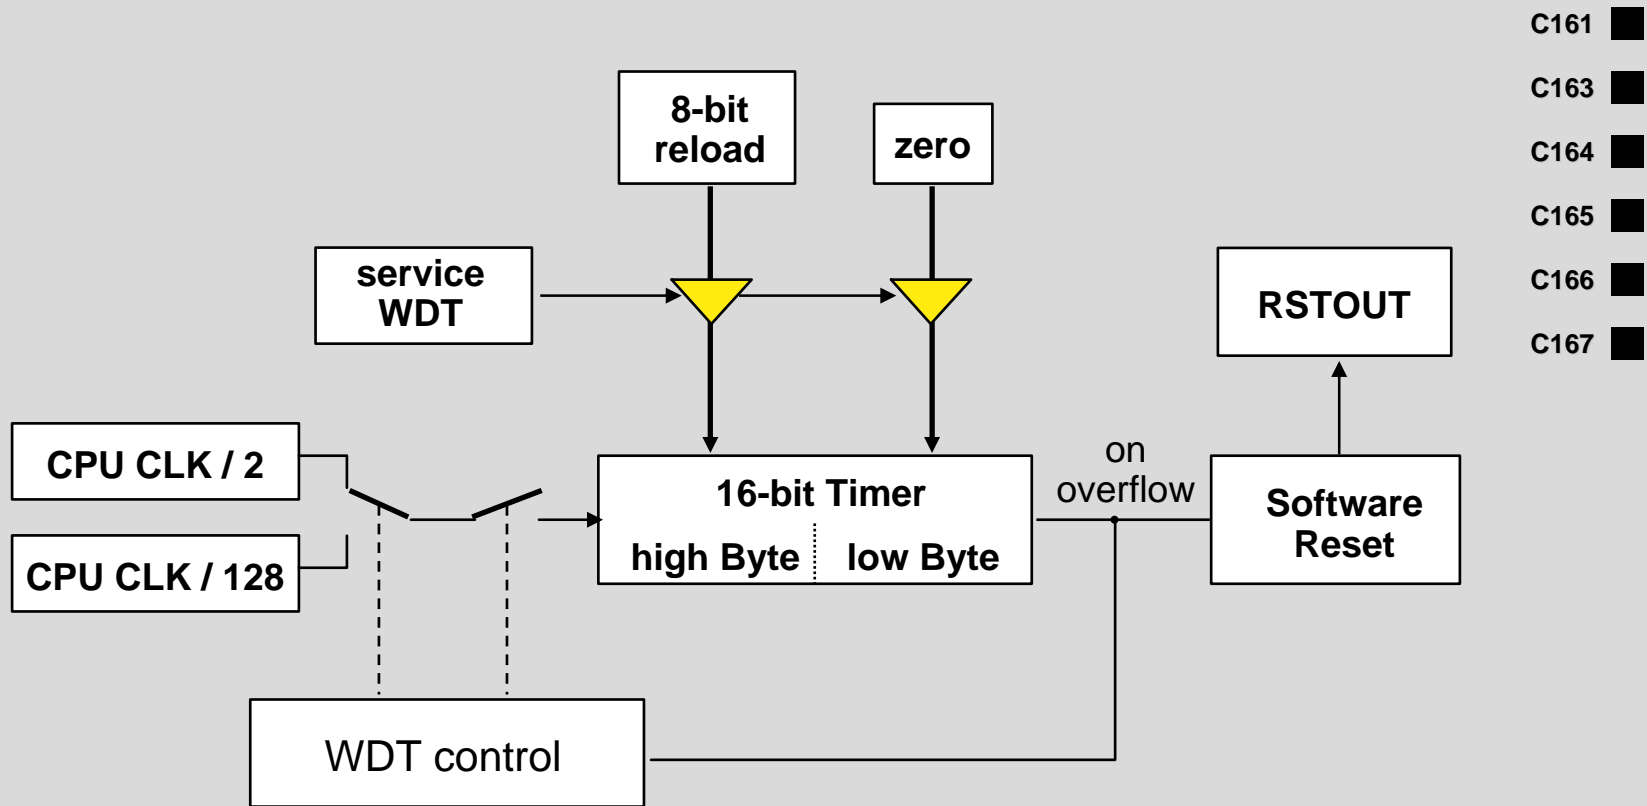 C161
C163
C164
C165
C166
C167
8-bit
reload
zero
service
WDT
RSTOUT
CPU CLK / 2
CPU CLK / 128
16-bit Timer
high Byte
low Byte
on
overflow
Software
Reset
WDT control